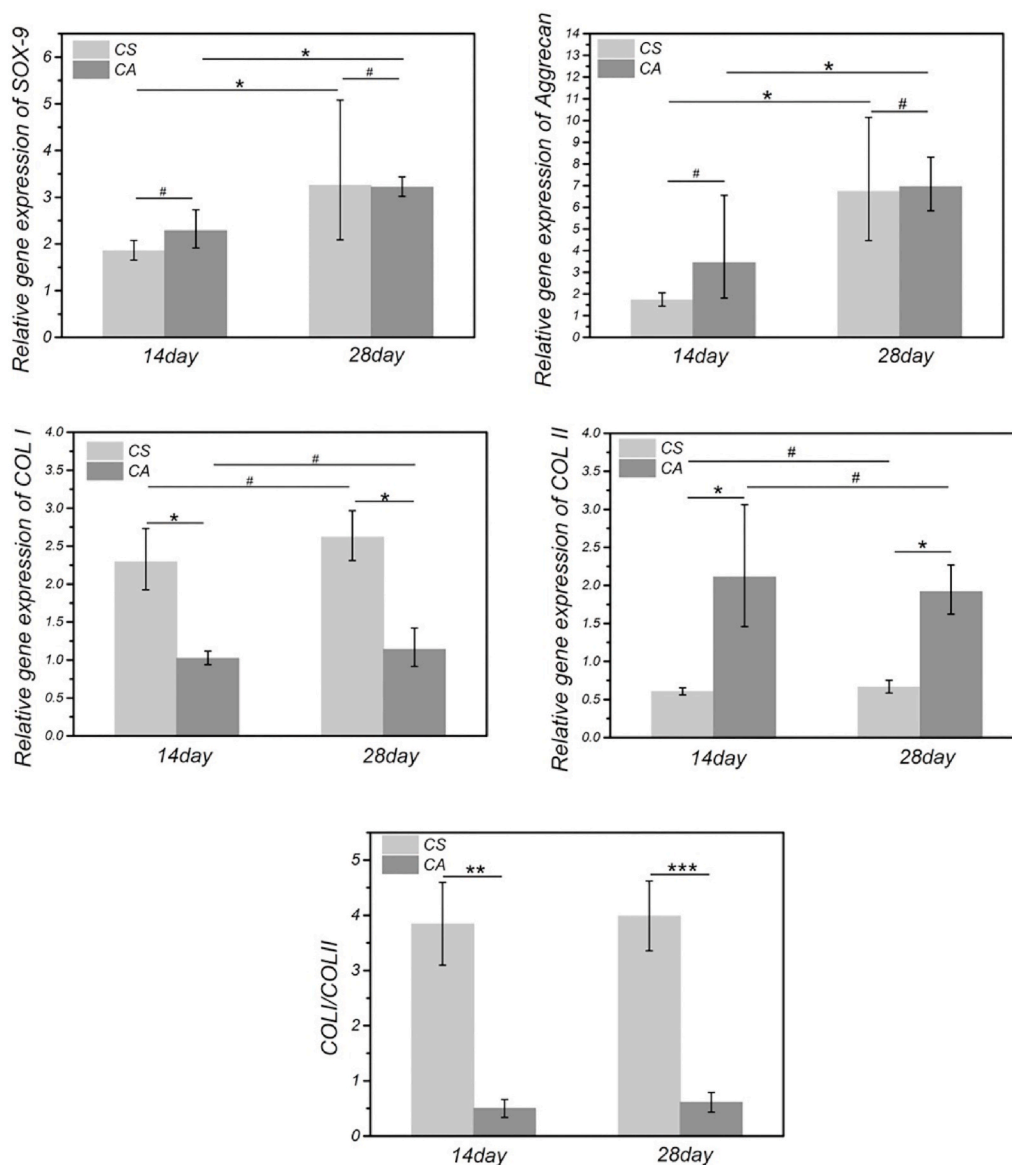 Relative gene expression of SOX-9
6
5
4
3
2
1
0
CS
CA
*
*
#
#
14day
28day
Relative gene expression of Aggrecan
14
13
12
11
10
9
8
7
6
5
4
3
2
1
0
CS
CA
*
*
#
#
14day
28day
Relative gene expression of COL I
4.0
3.5
3.0
2.5
2.0
1.5
1.0
0.5
0.0
CS
CA
#
#
*
*
14day
28day
Relative gene expression of COL II
4.0
3.5
3.0
2.5
2.0
1.5
1.0
0.5
0.0
CS
CA
#
#
*
*
14day
28day
COLI/COLII
5
4
3
2
1
0
CS
CA
**
***
14day
28day